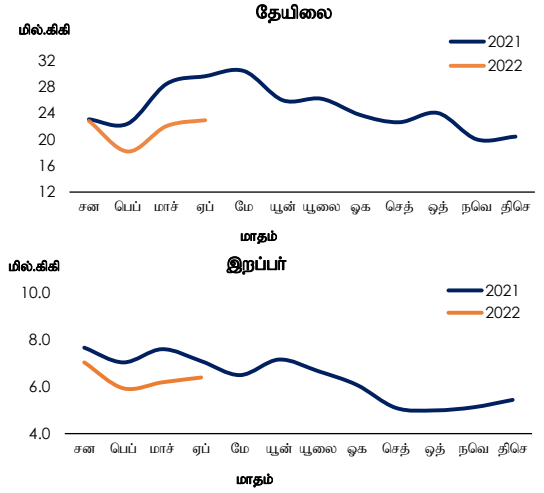 தேயிலை
மில்.கிகி
2021
2022
32
28
24
20
16
12
சன பெப் மாச் ஏப் மே யூன் யூலை ஓக செத் ஒத் நவெ திசெ
மாதம்
இறப்பர்
மில்.கிகி
2021
2022
10.0
8.0
6.0
4.0
சன பெப் மாச் ஏப் மே யூன் யூலை ஓக செத் ஒத் நவெ திசெ
மாதம்